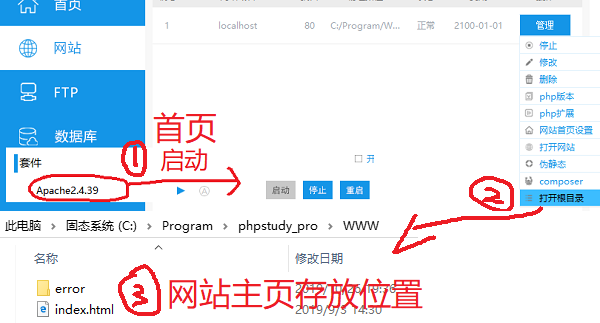 首页
1 localhost 80 C:/Program/W... 正常 2100-01-01 管理
停止
网站
修改
删除
php版本
FTP
php扩展
网站首页设置
数据库
打开网站
首页
伪静态
套件
① 启动
开
composer
Apache2.4.39
启动 停止 重启
② 打开根目录
此电脑 > 固态系统 (C:) > Program > phpstudy_pro > WWW
名称 修改日期
error
③ 网站主页存放位置
index.html 2019/9/3 14:30